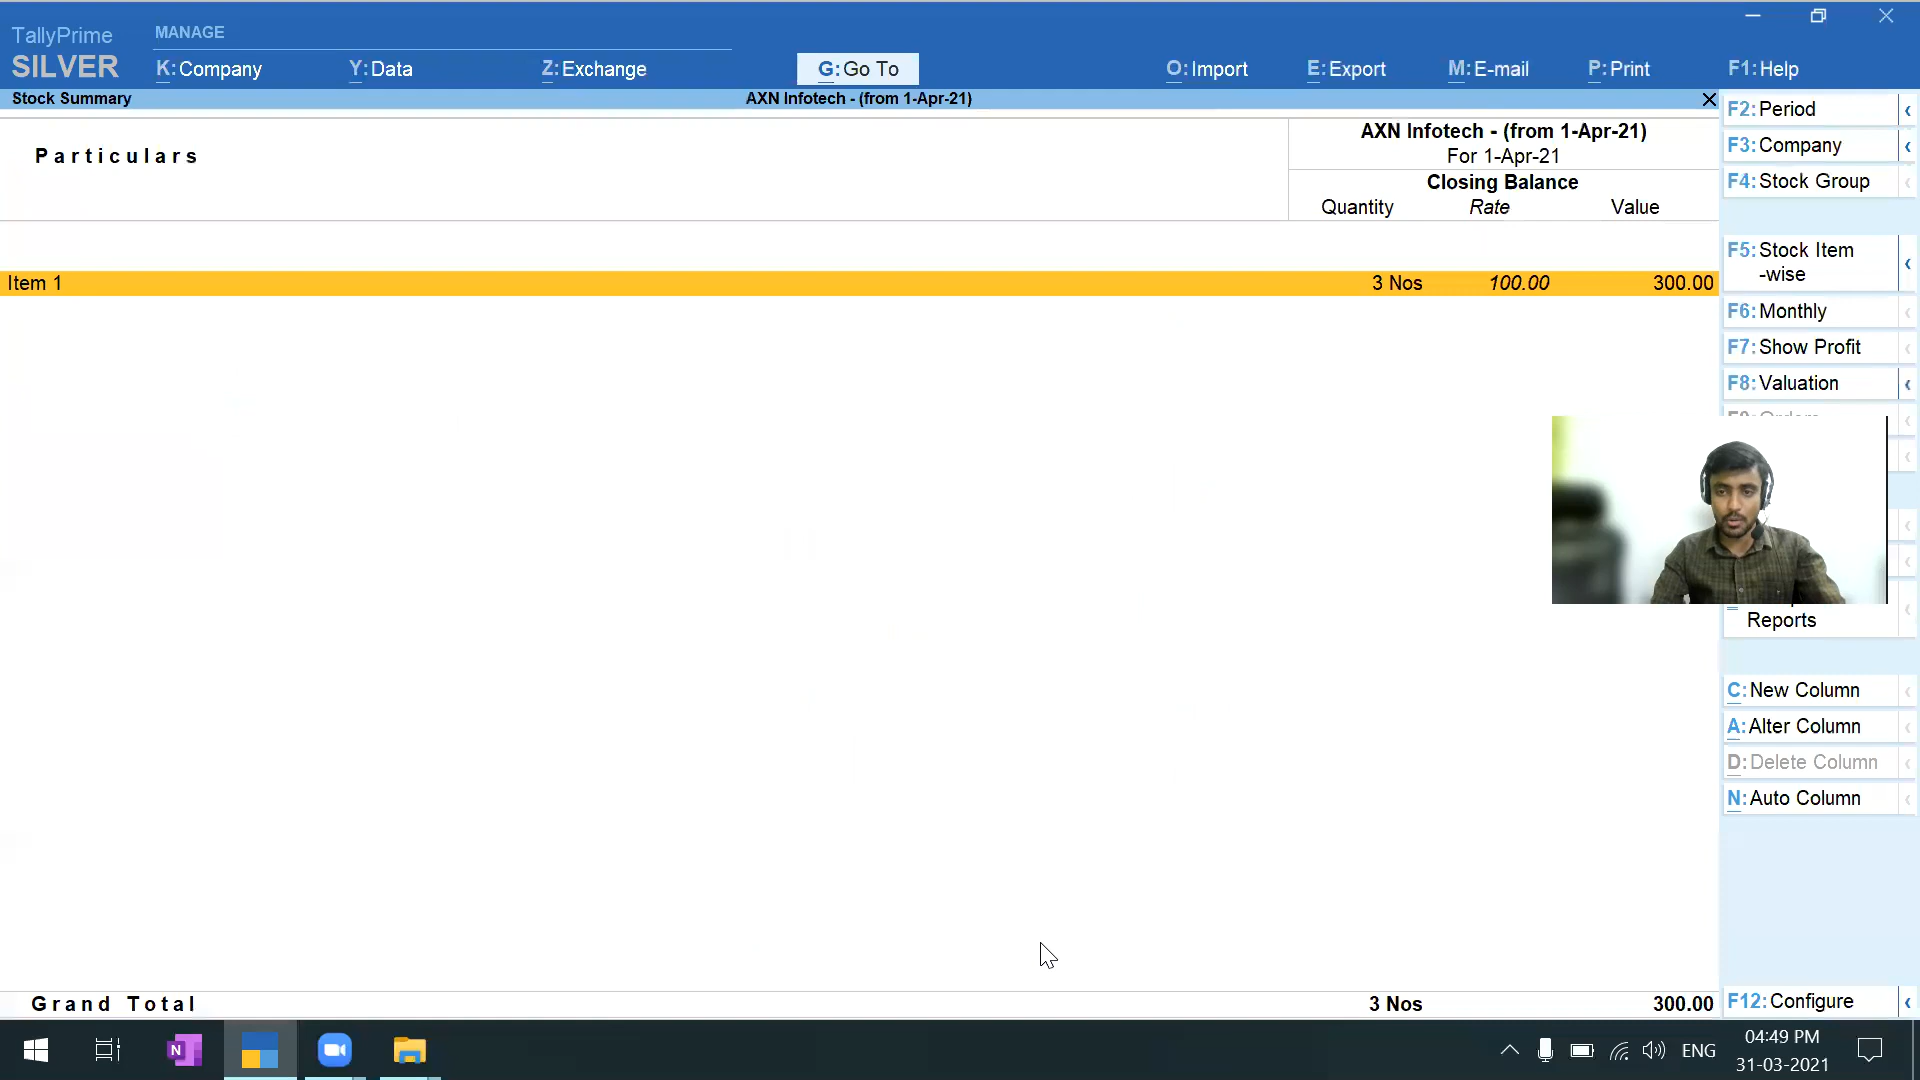 TallyPrime
SILVER
MANAGE
K:Company
Y:Data
Z:Exchange
G:Go To
O:Import
E:Export
M:E-mail
P:Print
F1:Help
Stock Summary
AXN Infotech - (from 1-Apr-21)
Particulars
AXN Infotech - (from 1-Apr-21)
For 1-Apr-21
Closing Balance
Quantity Rate Value
Item 1 3 Nos 100.00 300.00
Grand Total 3 Nos 300.00
F2:Period
F3:Company
F4:Stock Group
F5:Stock Item
-wise
F6:Monthly
F7:Show Profit
F8:Valuation
Reports
C:New Column
A:Alter Column
D:Delete Column
N:Auto Column
F12:Configure
N
ENG
04:49 PM
31-03-2021